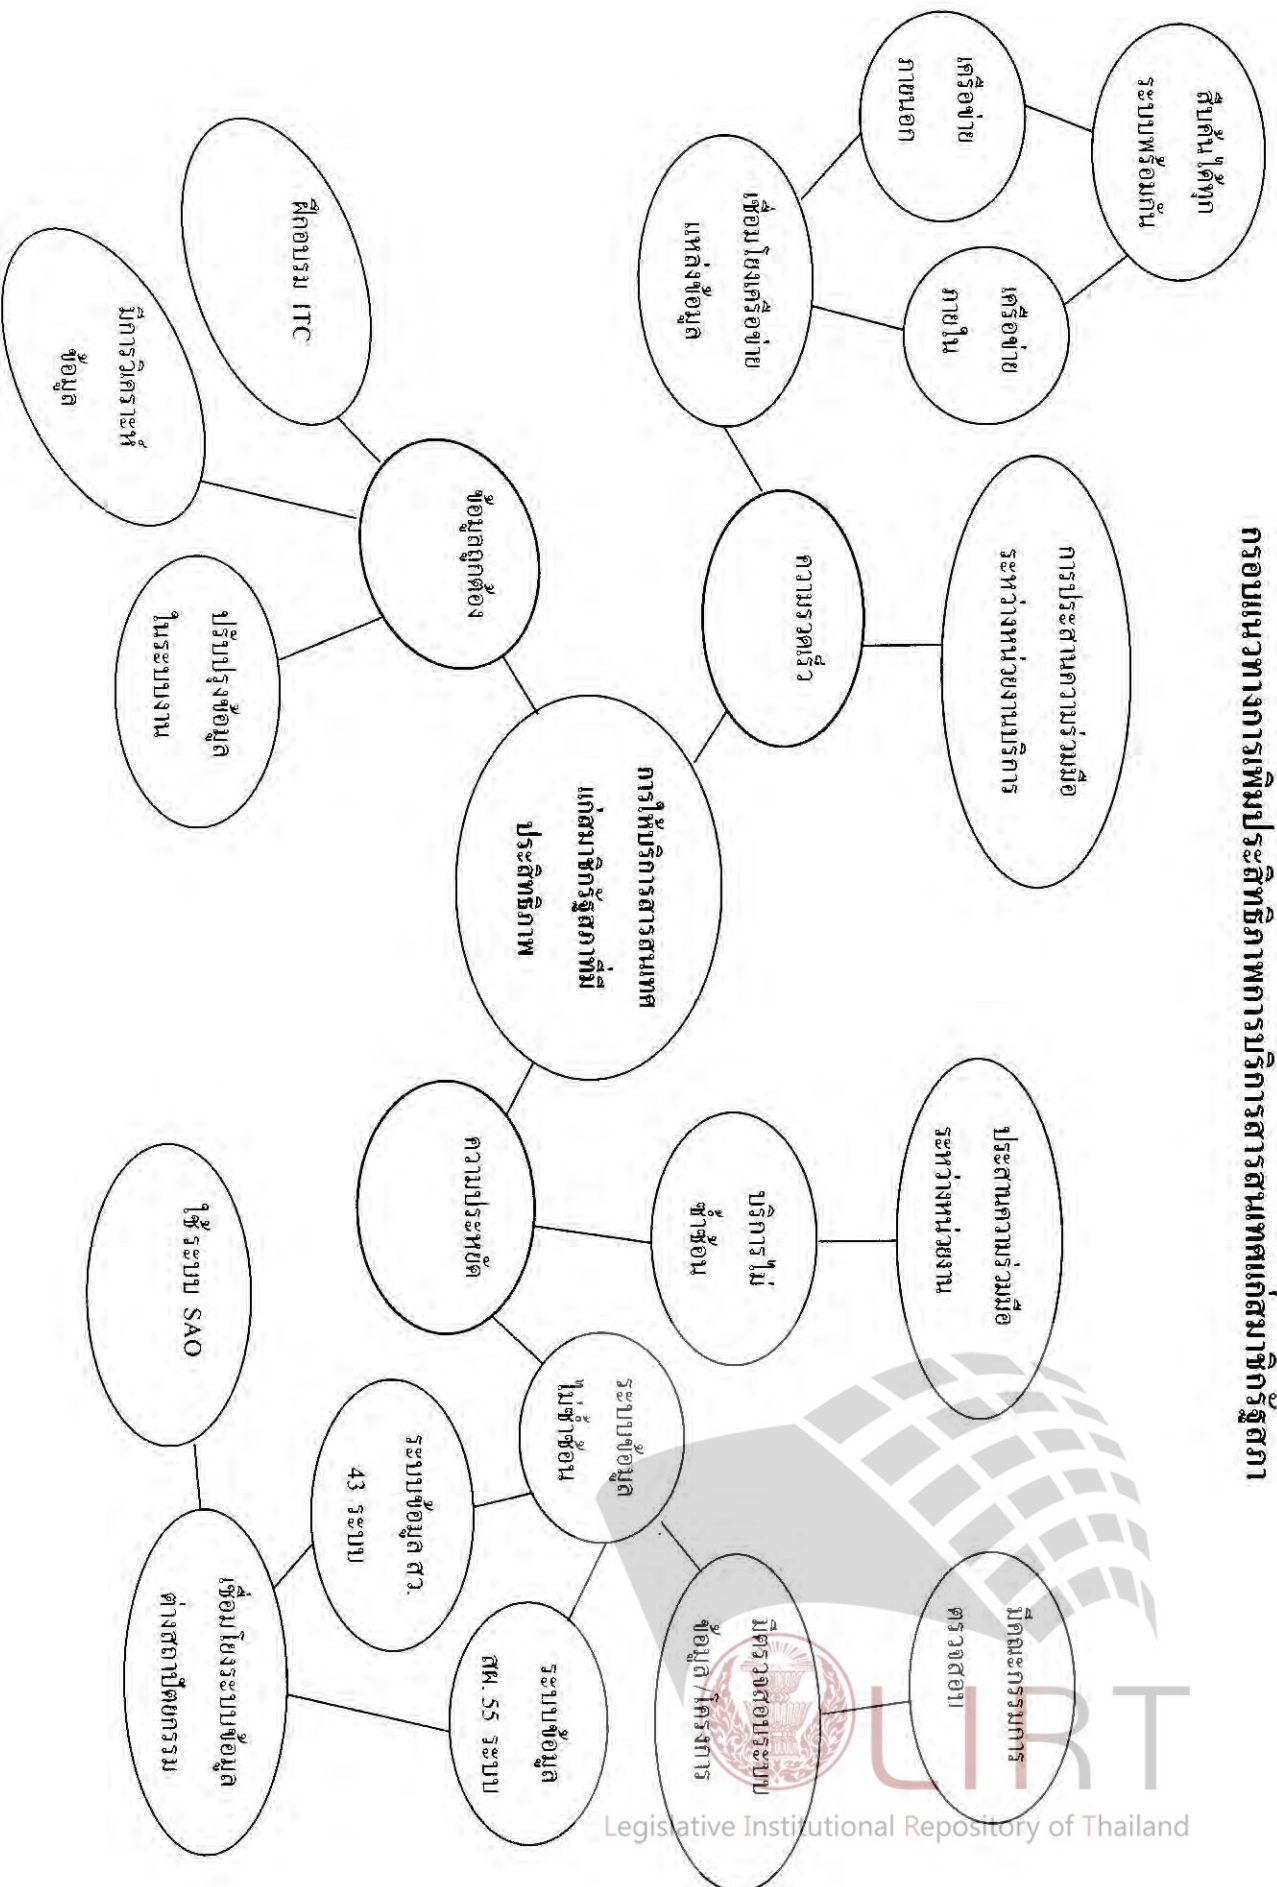 กรอบแนวทางการเพิ่มประสิทธิภาพการบริการสารสนเทศแก่สมาชิกรัฐสภา
สืบค้นได้ทุก
ระบบพร้อมกัน
เครือข่าย
ภายนอก
เครือข่าย
ภายใน
เชื่อมโยงเครือข่าย
แหล่งข้อมูล
การประสานความร่วมมือ
ระหว่างหน่วยงานบริการ
ความรวดเร็ว
ฝึกอบรม ITC
มีการวิเคราะห์
ข้อมูล
ข้อมูลถูกต้อง
ปรับปรุงข้อมูล
ในระบบงาน
การให้บริการสารสนเทศ
แก่สมาชิกรัฐสภาที่มี
ประสิทธิภาพ
ประสานความร่วมมือ
ระหว่างหน่วยงาน
บริการไม่
ซ้ำซ้อน
ความประหยัด
ระบบข้อมูล
ไม่ซ้ำซ้อน
มีคณะกรรมการ
ตรวจสอบ
มีตรวจสอบระบบ
ข้อมูล /โครงการ
ระบบข้อมูล สว.
43 ระบบ
ระบบข้อมูล
สผ. 55 ระบบ
ใช้ ระบบ SAO
เชื่อมโยงระบบข้อมูล
ต่างสถาปัตยกรรม
LIRT
Legislative Institutional Repository of Thailand